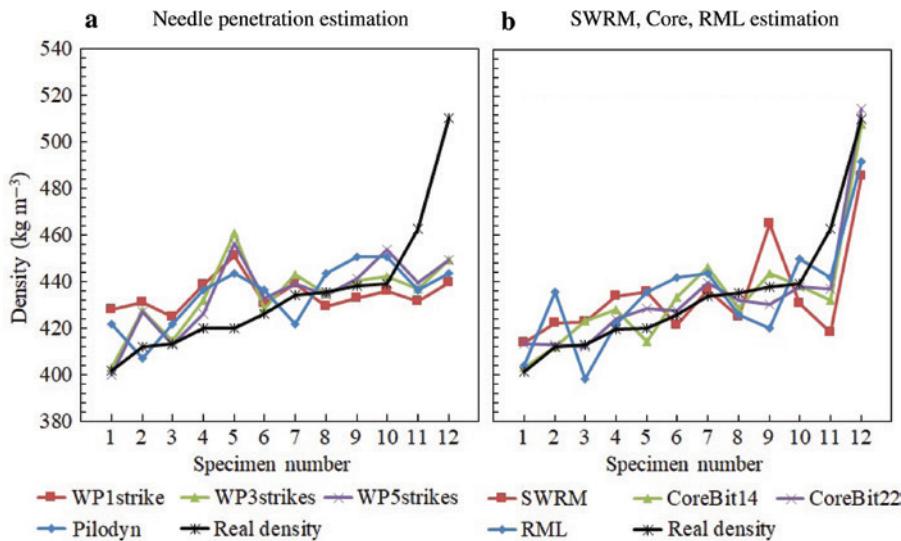 a Needle penetration estimation
b SWRM, Core, RML estimation
Density (kg m⁻³)
540
520
500
480
460
440
420
400
380
1 2 3 4 5 6 7 8 9 10 11 12
1 2 3 4 5 6 7 8 9 10 11 12
Specimen number
Specimen number
WP1strike WP3strikes WP5strikes
Pilodyn Real density
SWRM CoreBit14 CoreBit22
RML Real density